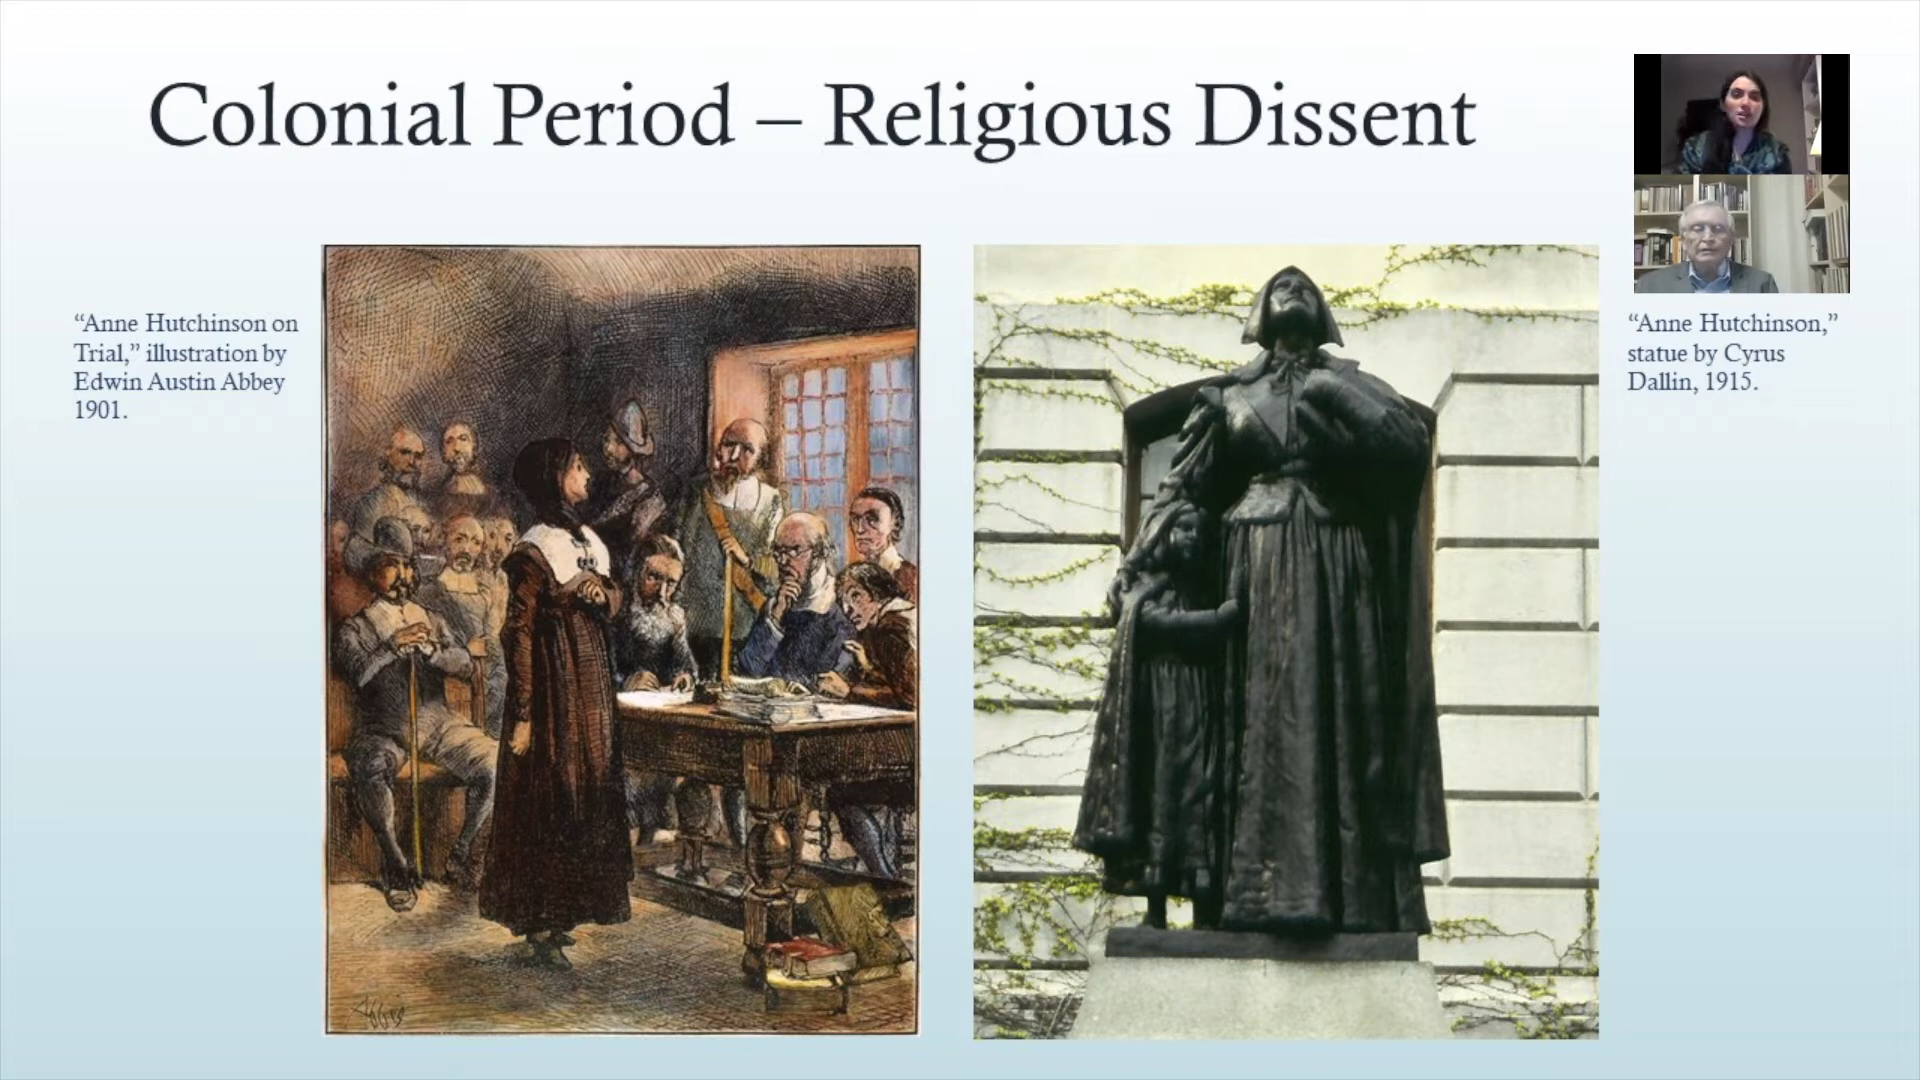 Colonial Period – Religious Dissent
“Anne Hutchinson on
Trial,” illustration by
Edwin Austin Abbey
1901.
“Anne Hutchinson,”
statue by Cyrus
Dallin, 1915.